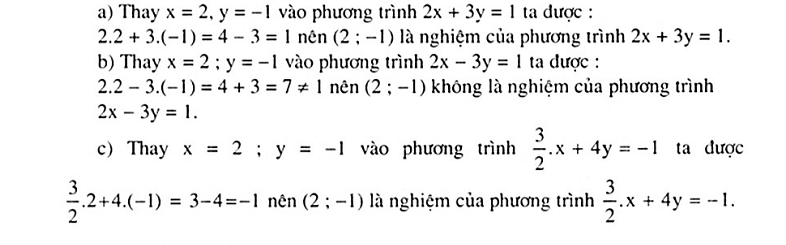 a) Thay x = 2, y = −1 vào phương trình 2x + 3y = 1 ta được :
2.2 + 3.(−1) = 4 − 3 = 1 nên (2 ; −1) là nghiệm của phương trình 2x + 3y = 1.
b) Thay x = 2 ; y = −1 vào phương trình 2x − 3y = 1 ta được :
2.2 − 3.(−1) = 4 + 3 = 7 ≠ 1 nên (2 ; −1) không là nghiệm của phương trình
2x − 3y = 1.
c) Thay x = 2 ; y = −1 vào phương trình 3/2.x + 4y = −1 ta được
3/2.2+4.(−1) = 3−4=−1 nên (2 ; −1) là nghiệm của phương trình 3/2.x + 4y = −1.